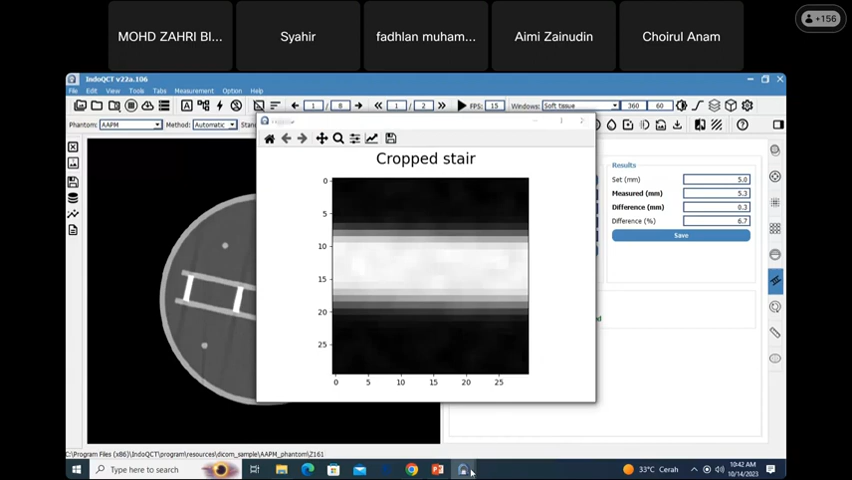 MOHD ZAHRI BI...
Syahir
fadhlan muham...
Aimi Zainudin
Choirul Anam
+156
IndoQCT v22a.106
File Edit View Tools Tabs Measurement Option Help
1 / 8 1 / 2 FPS: 15 Windows: Soft tissue 360 60
Phantom: AAPM Method: Automatic
Cropped stair
0
5
10
15
20
25
0 5 10 15 20 25
Results
Set (mm) 5.0
Measured (mm) 5.3
Difference (mm) 0.3
Difference (%) 6.7
Save
C:\Program Files (x86)\IndoQCT\program\resources\dicom_sample\AAPM_phantom\Z161
Type here to search
33°C Cerah
10:42 AM
10/14/2023